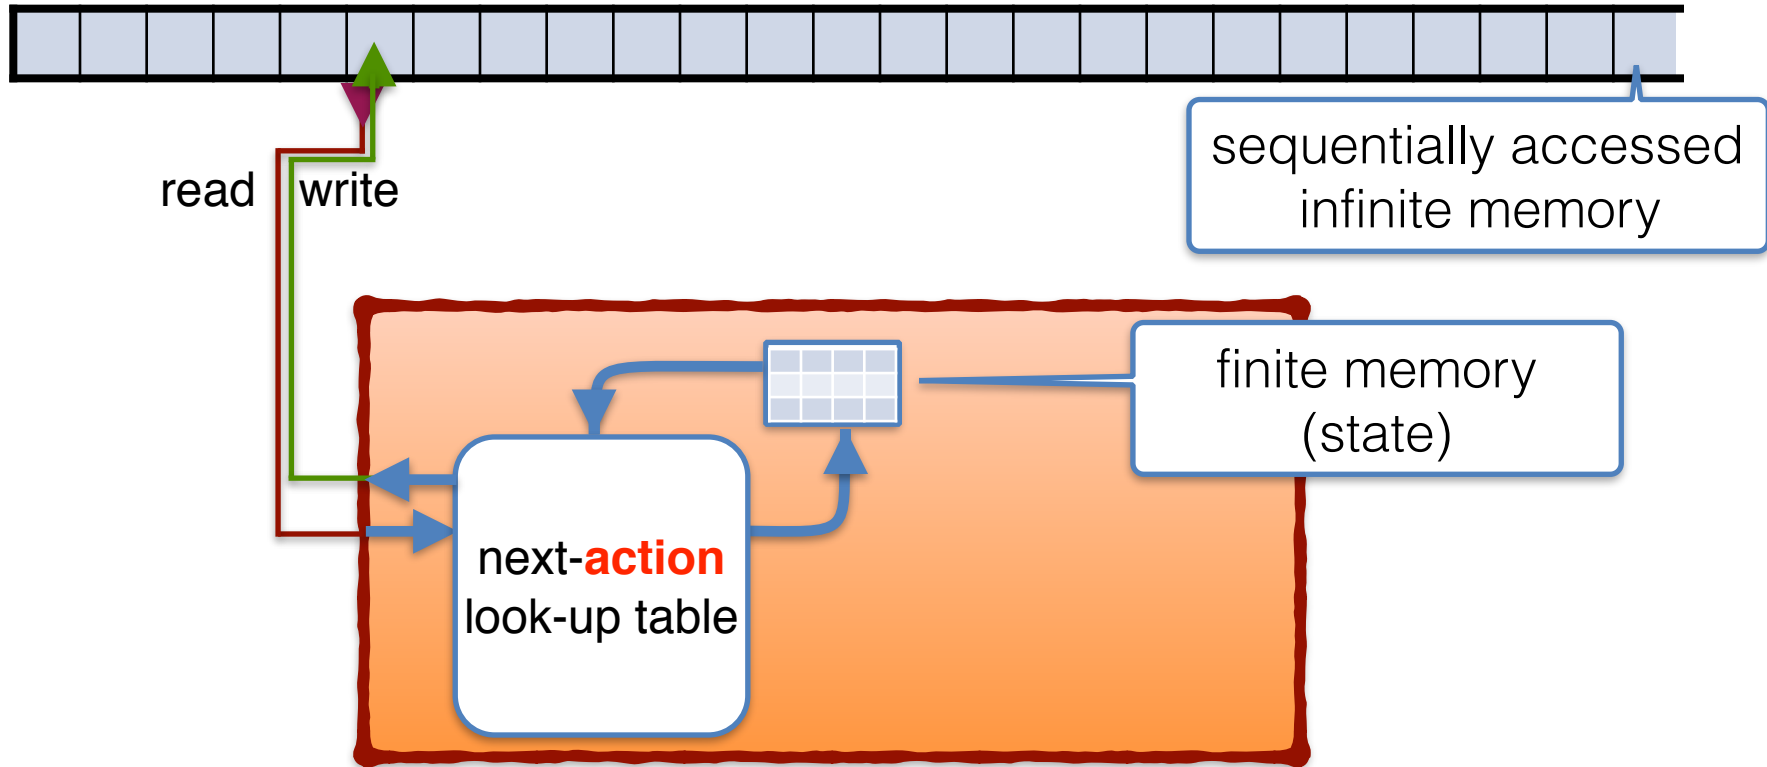 sequentially accessed
infinite memory
read write
finite memory
(state)
next-action
look-up table